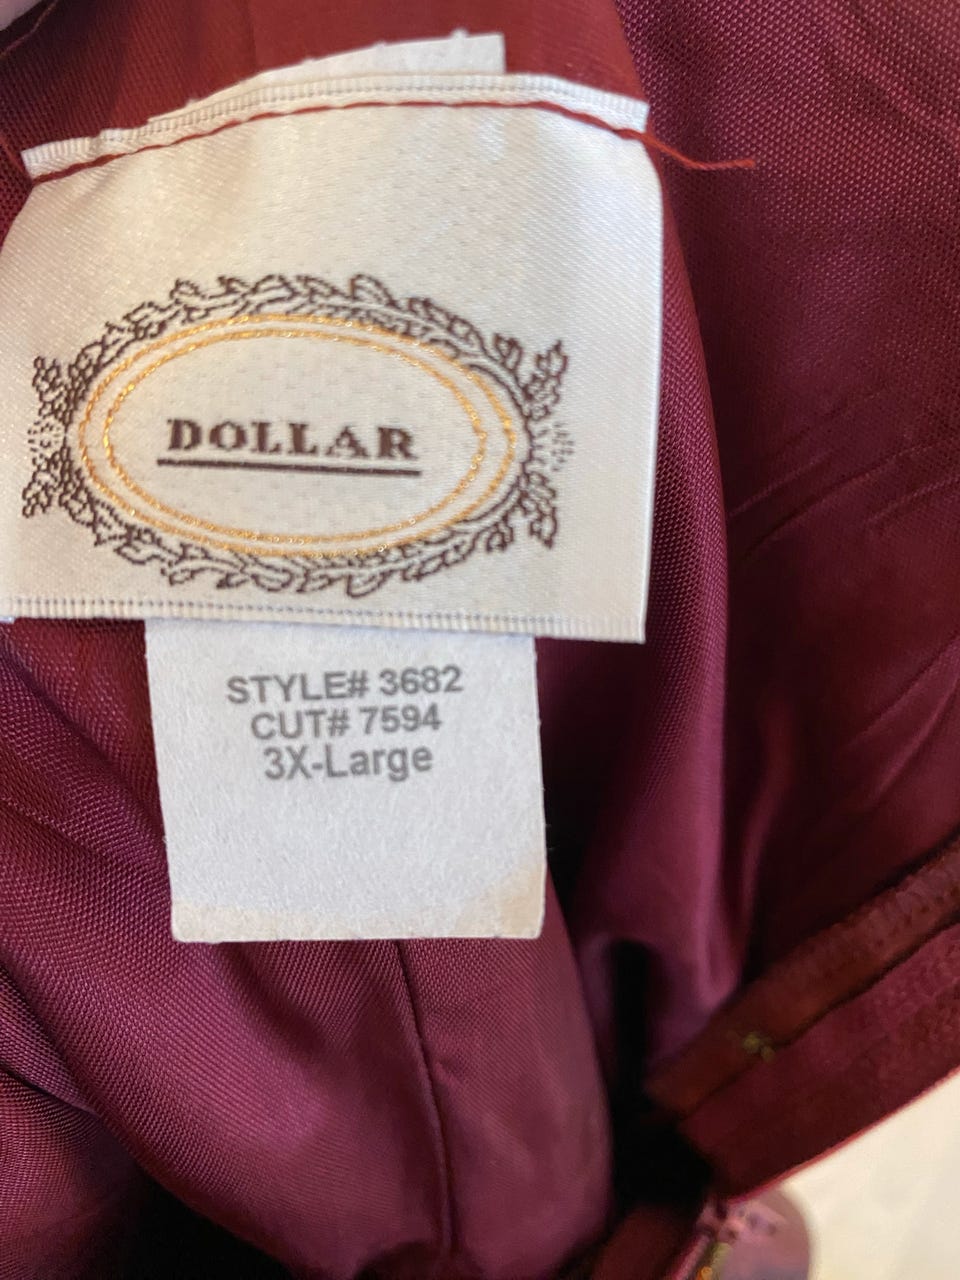 DOLLAR
STYLE# 3682
CUT# 7594
3X-Large